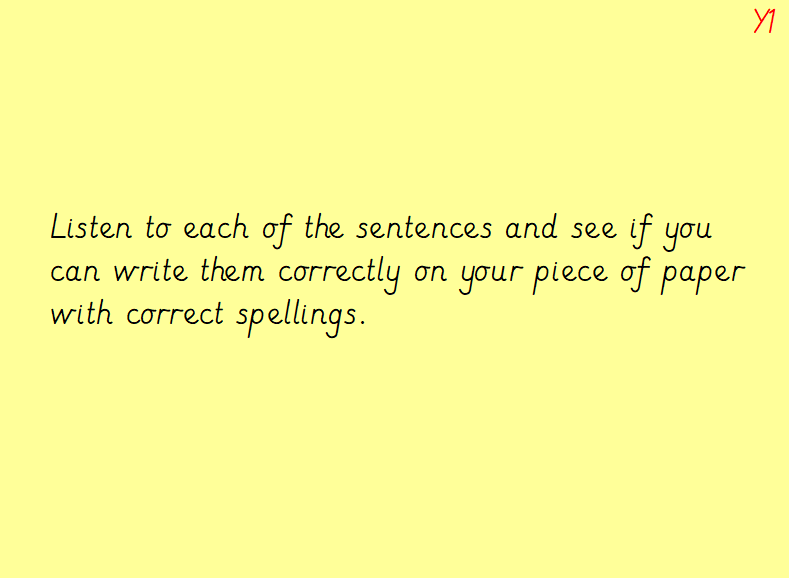 Y1
Listen to each of the sentences and see if you
can write them correctly on your piece of paper
with correct spellings.